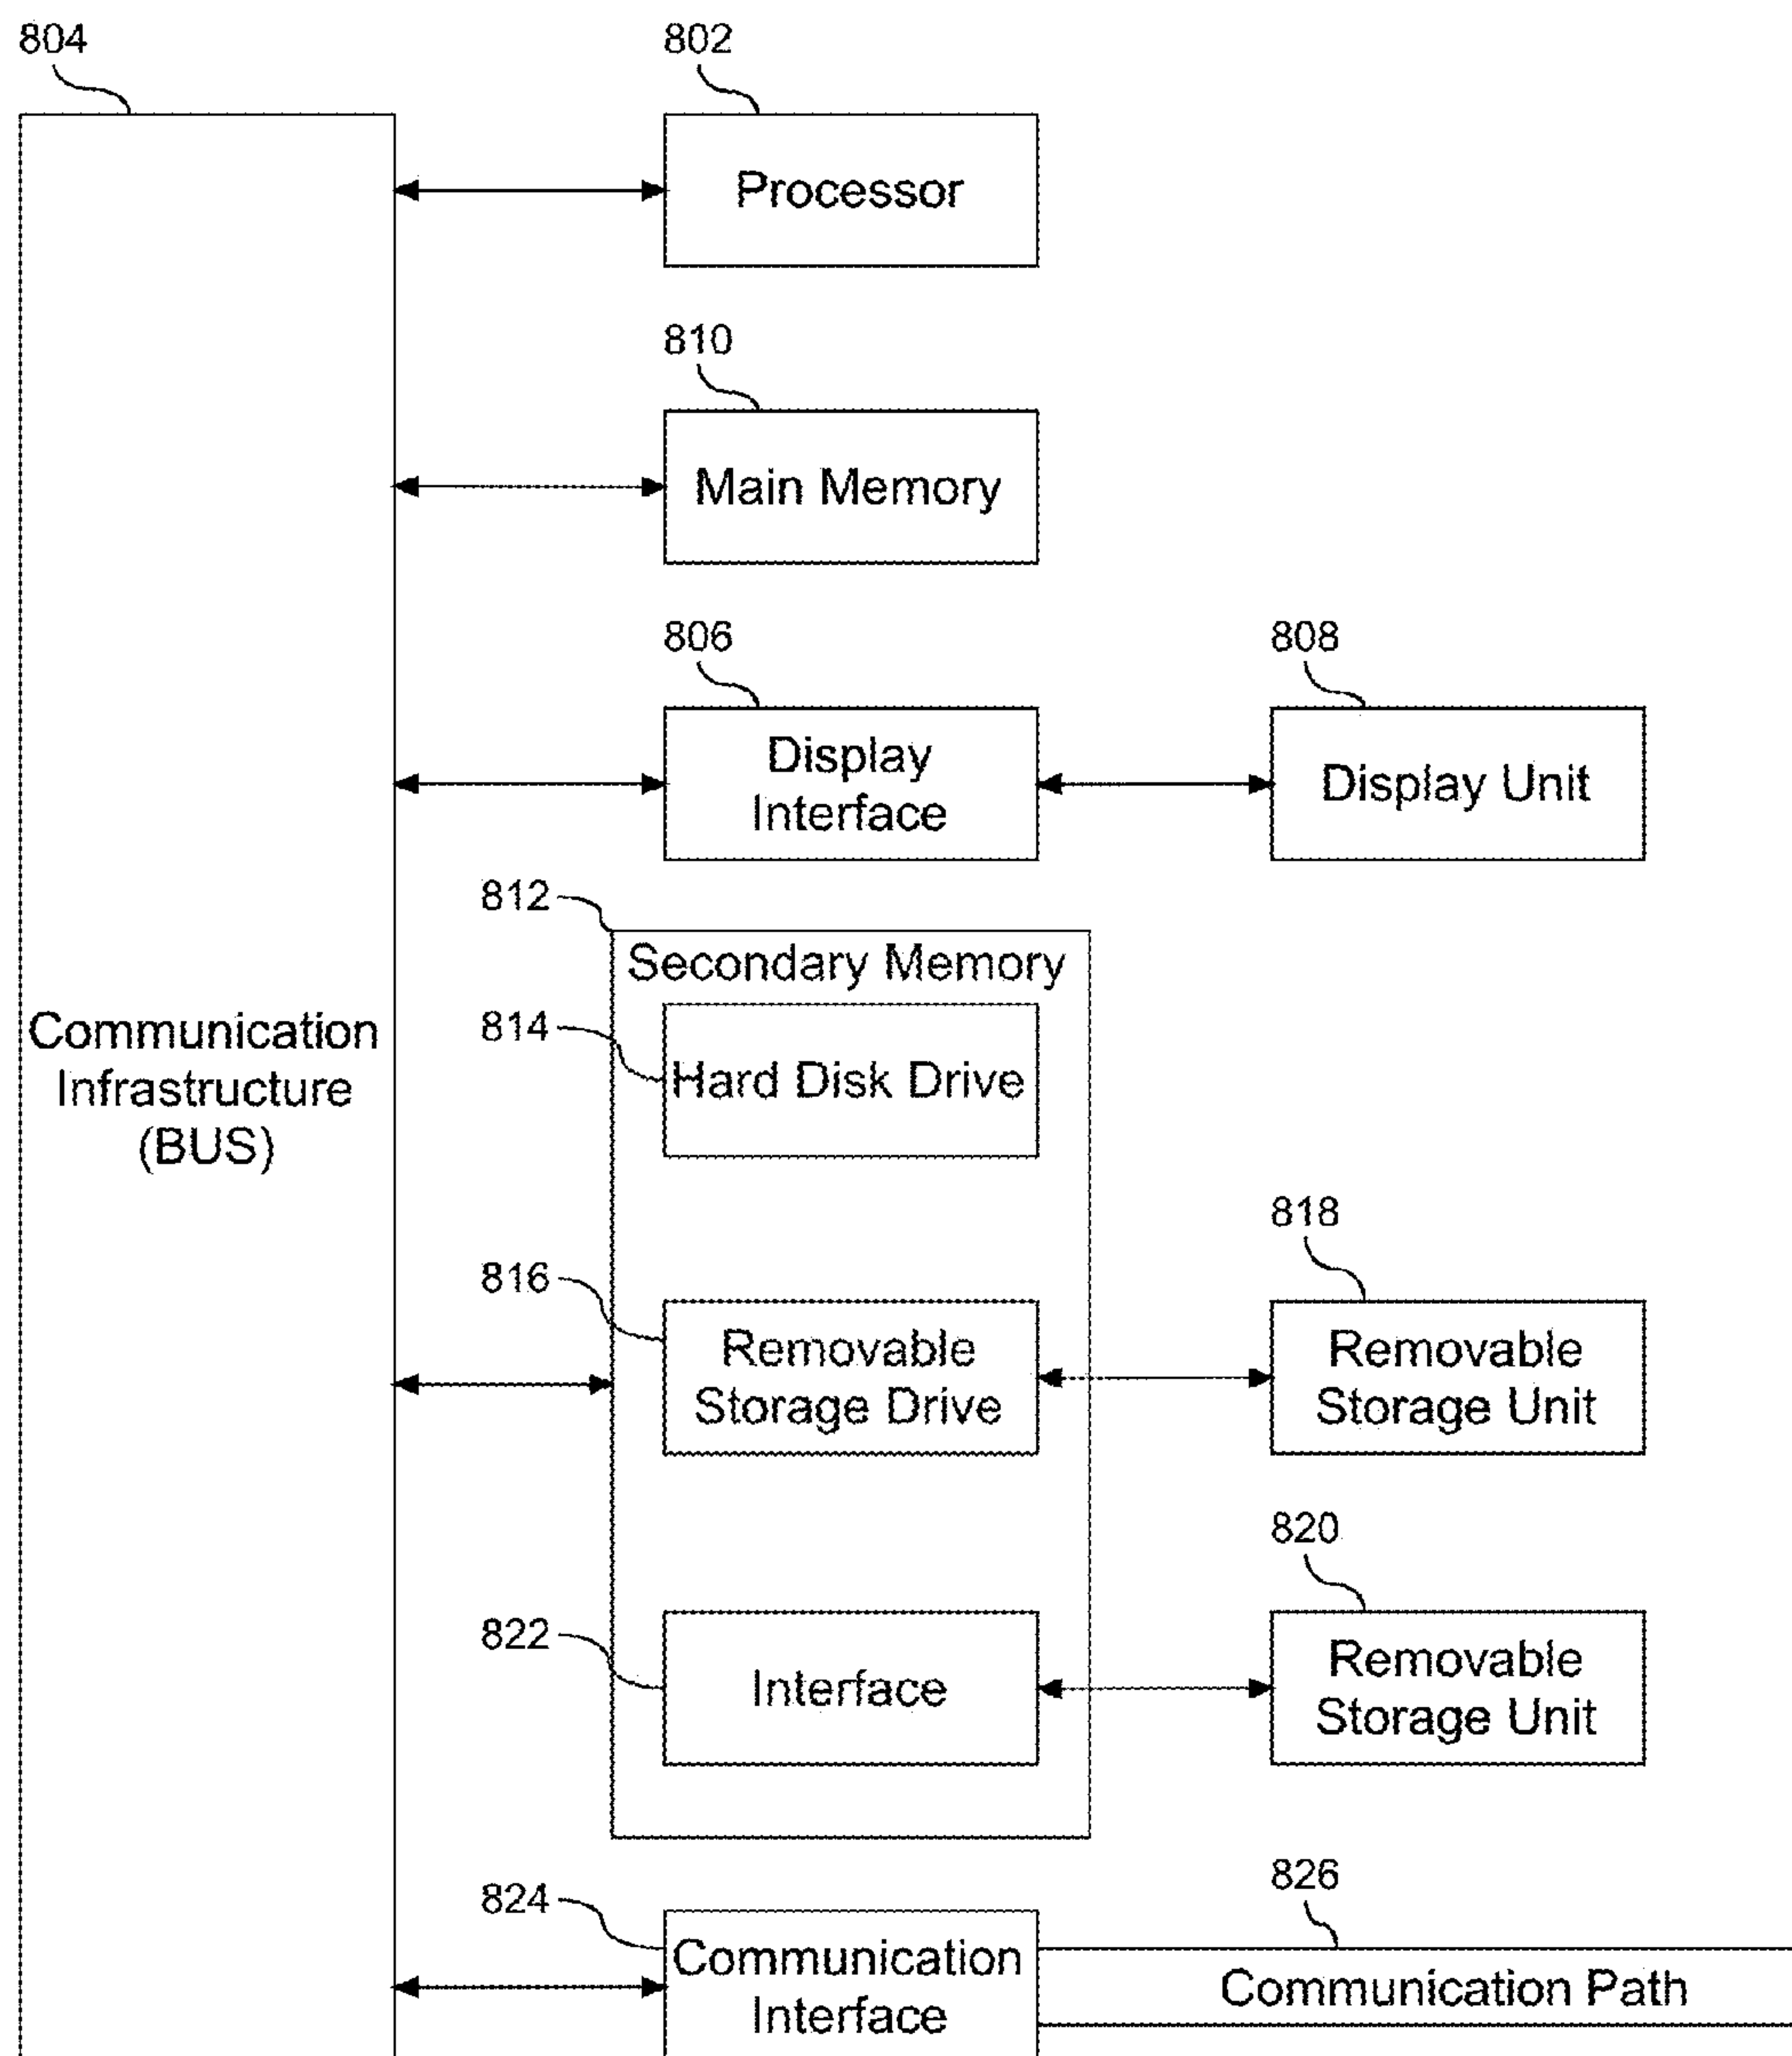 804
802
Processor
810
Main Memory
806
808
Display
Interface
Display Unit
812
Secondary Memory
814
Hard Disk Drive
Communication
Infrastructure
(BUS)
816
818
Removable
Storage Drive
Removable
Storage Unit
820
822
Interface
Removable
Storage Unit
824
826
Communication
Interface
Communication Path